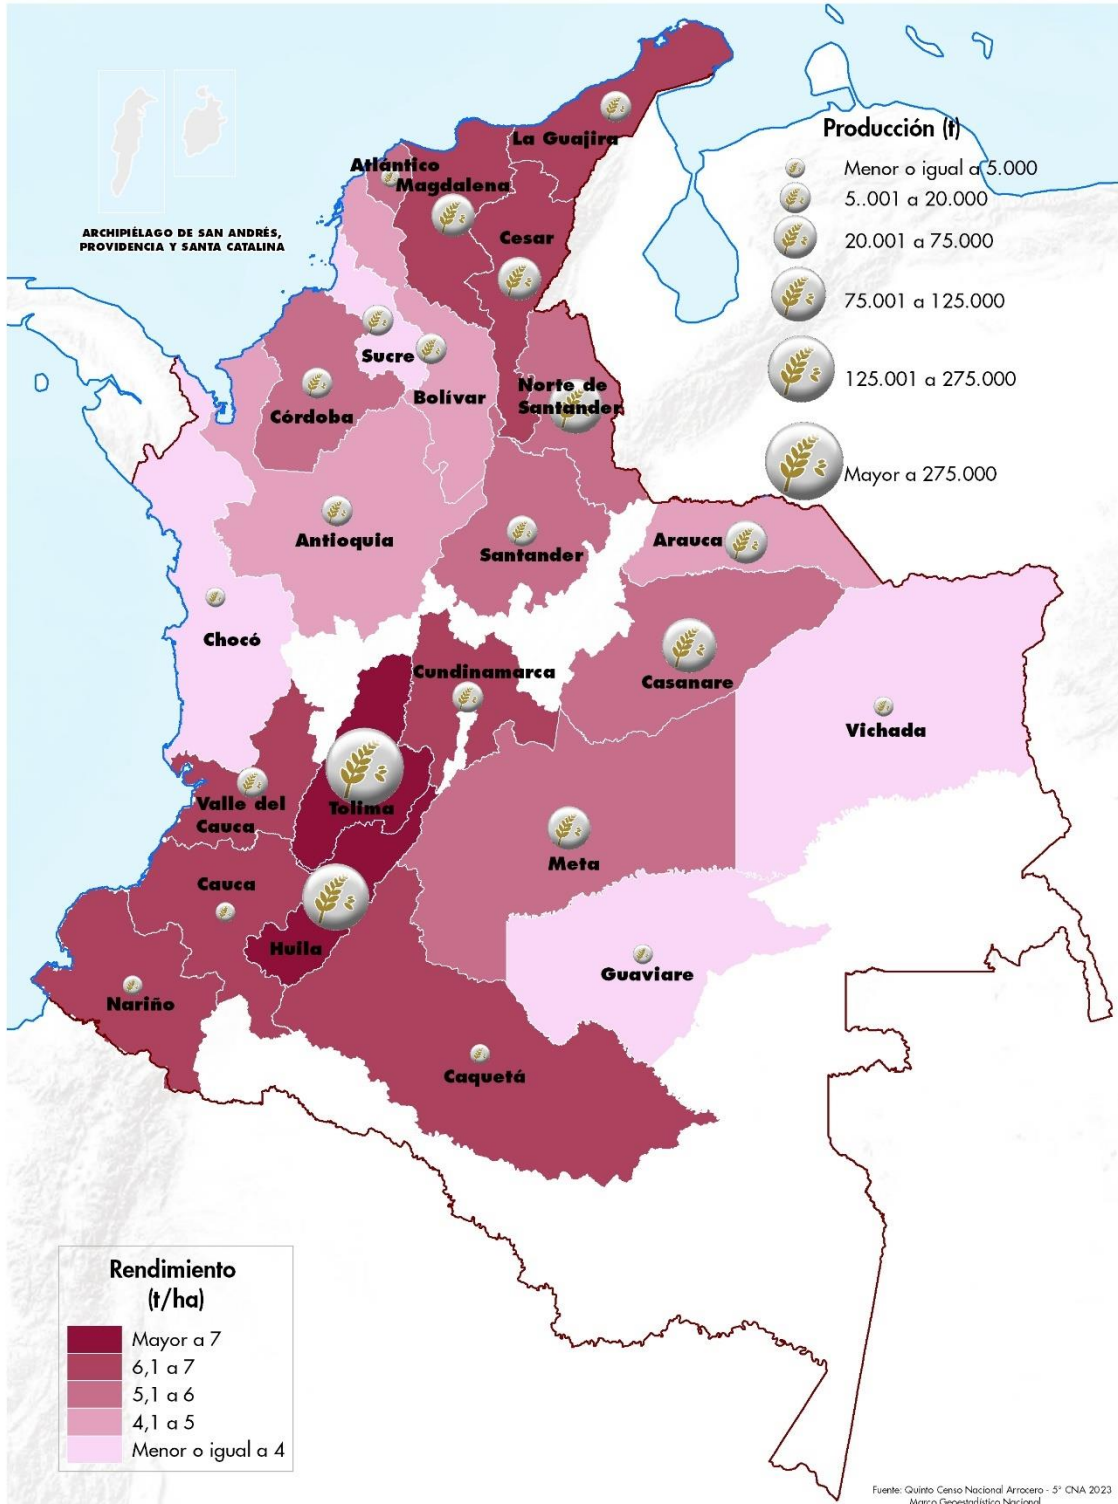 La Guajira
Producción (t)
Menor o igual a 5.000
5..001 a 20.000
20.001 a 75.000
75.001 a 125.000
125.001 a 275.000
Mayor a 275.000
Atlántico
Magdalena
ARCHIPIÉLAGO DE SAN ANDRÉS,
PROVIDENCIA Y SANTA CATALINA
Cesar
Sucre
Bolívar
Norte de
Santander
Córdoba
Antioquia
Santander
Arauca
Chocó
Cundinamarca
Casanare
Vichada
Valle del
Cauca
Tolima
Meta
Cauca
Huila
Guaviare
Nariño
Caquetá
Rendimiento
(t/ha)
Mayor a 7
6,1 a 7
5,1 a 6
4,1 a 5
Menor o igual a 4
Fuente: Quinto Censo Nacional Arrocero - 5° CNA 2023
Marco Geoestadístico Nacional